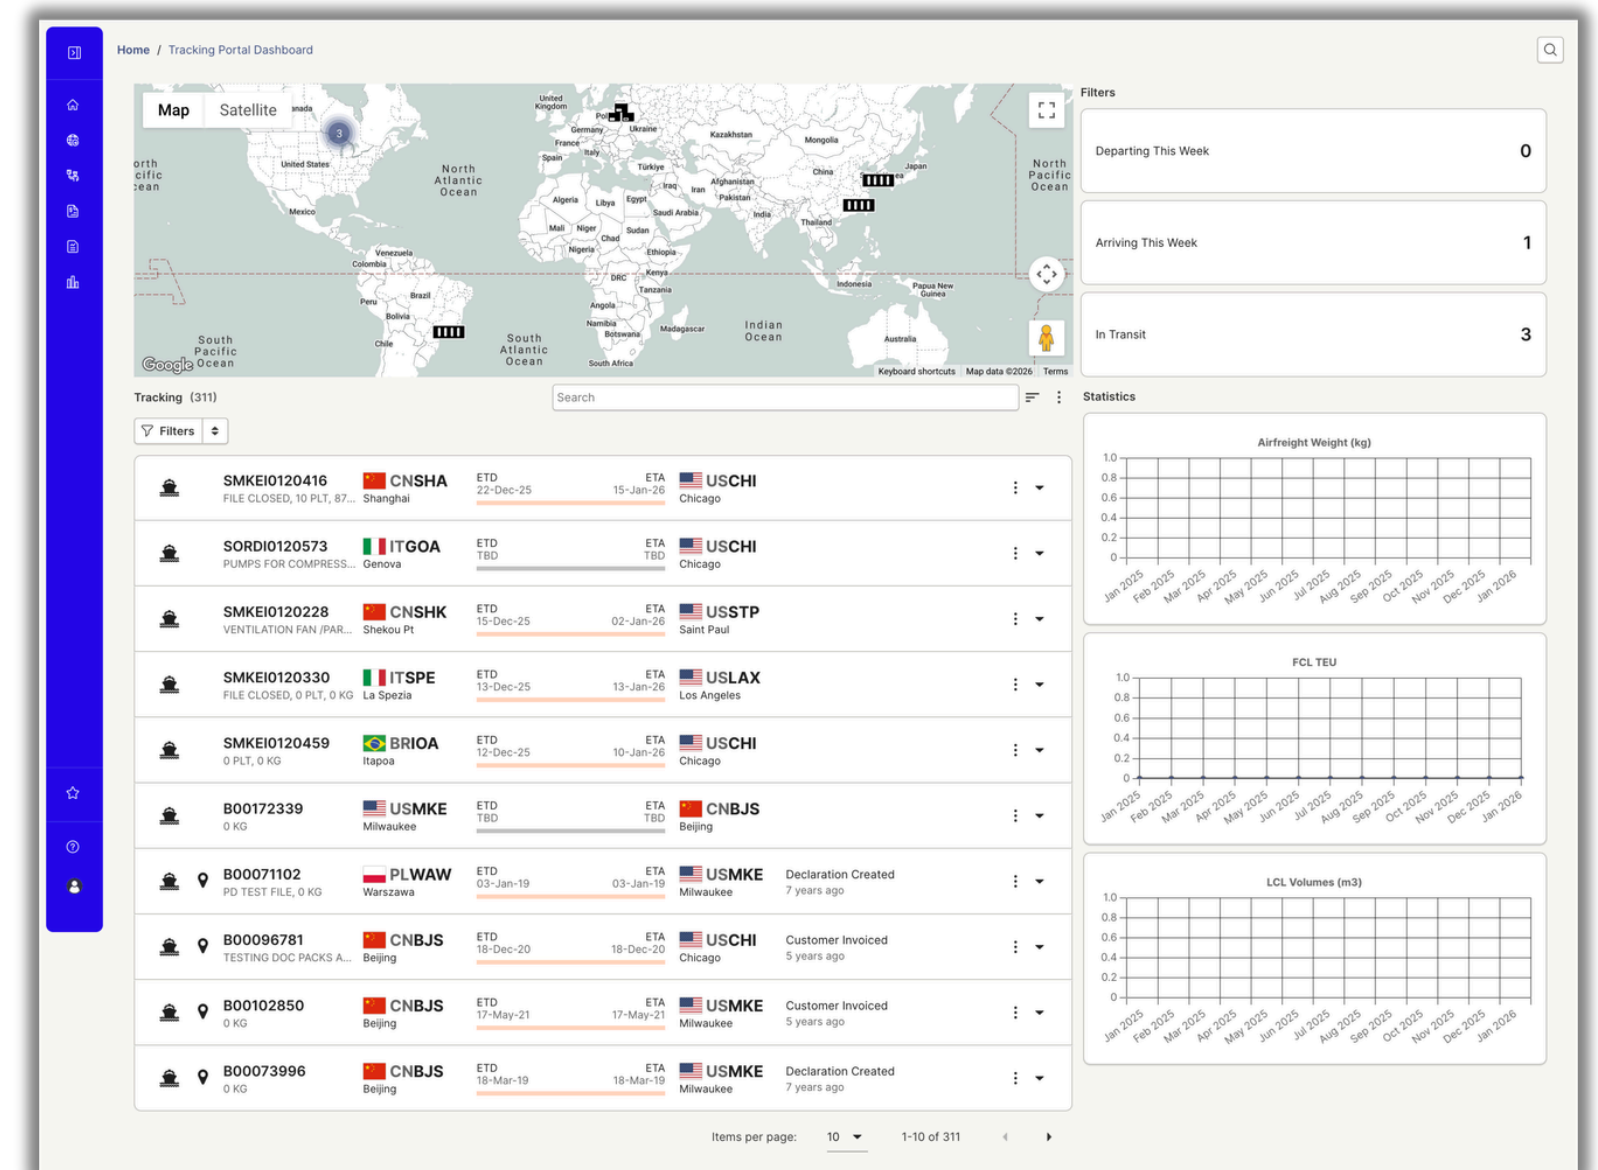 Home / Tracking Portal Dashboard
Map Satellite
anada
3
United States
Mexico
North
Atlantic
Ocean
orth
cific
cean
Venezuela
Colombia
Peru
Brazil
Bolivia
Chile
South
Pacific
Ocean
South
Atlantic
Ocean
United
Kingdom
Pol
Germany
Ukraine
France
Italy
Spain
Türkiye
Kazakhstan
Mongolia
China
Japan
ea
Iraq
Iran
Afghanistan
Pakistan
India
Thailand
Algeria
Libya
Egypt
Saudi Arabia
Mali
Niger
Chad
Sudan
Nigeria
Ethiopia
DRC
Kenya
Tanzania
Angola
Namibia
Botswana
Madagascar
South Africa
Indian
Ocean
Indonesia
Papua New
Guinea
Australia
North
Pacific
Ocean
Google
Keyboard shortcuts
Map data ©2026
Terms
Filters
Departing This Week 0
Arriving This Week 1
In Transit 3
Tracking (311)
Search
Filters
SMKEI0120416 CNSHA ETD ETA USCHI
FILE CLOSED, 10 PLT, 87... Shanghai 22-Dec-25 15-Jan-26 Chicago
SORDI0120573 ITGOA ETD ETA USCHI
PUMPS FOR COMPRESS... Genova TBD TBD Chicago
SMKEI0120228 CNSHK ETD ETA USSTP
VENTILATION FAN /PAR... Shekou Pt 15-Dec-25 02-Jan-26 Saint Paul
SMKEI0120330 ITSPE ETD ETA USLAX
FILE CLOSED, 0 PLT, 0 KG La Spezia 13-Dec-25 13-Jan-26 Los Angeles
SMKEI0120459 BRIOA ETD ETA USCHI
0 PLT, 0 KG Itapoa 12-Dec-25 10-Jan-26 Chicago
B00172339 USMKE ETD ETA CNBJS
0 KG Milwaukee TBD TBD Beijing
B00071102 PLWAW ETD ETA USMKE Declaration Created
PD TEST FILE, 0 KG Warszawa 03-Jan-19 03-Jan-19 Milwaukee 7 years ago
B00096781 CNBJS ETD ETA USCHI Customer Invoiced
TESTING DOC PACKS A... Beijing 18-Dec-20 18-Dec-20 Chicago 5 years ago
B00102850 CNBJS ETD ETA USMKE Customer Invoiced
0 KG Beijing 17-May-21 17-May-21 Milwaukee 5 years ago
B00073996 CNBJS ETD ETA USMKE Declaration Created
0 KG Beijing 18-Mar-19 18-Mar-19 Milwaukee 7 years ago
Items per page: 10 1-10 of 311
Statistics
Airfreight Weight (kg)
1.0
0.8
0.6
0.4
0.2
0
Jan 2025 Feb 2025 Mar 2025 Apr 2025 May 2025 Jun 2025 Jul 2025 Aug 2025 Sep 2025 Oct 2025 Nov 2025 Dec 2025 Jan 2026
FCL TEU
1.0
0.8
0.6
0.4
0.2
0
Jan 2025 Feb 2025 Mar 2025 Apr 2025 May 2025 Jun 2025 Jul 2025 Aug 2025 Sep 2025 Oct 2025 Nov 2025 Dec 2025 Jan 2026
LCL Volumes (m3)
1.0
0.8
0.6
0.4
0.2
0
Jan 2025 Feb 2025 Mar 2025 Apr 2025 May 2025 Jun 2025 Jul 2025 Aug 2025 Sep 2025 Oct 2025 Nov 2025 Dec 2025 Jan 2026